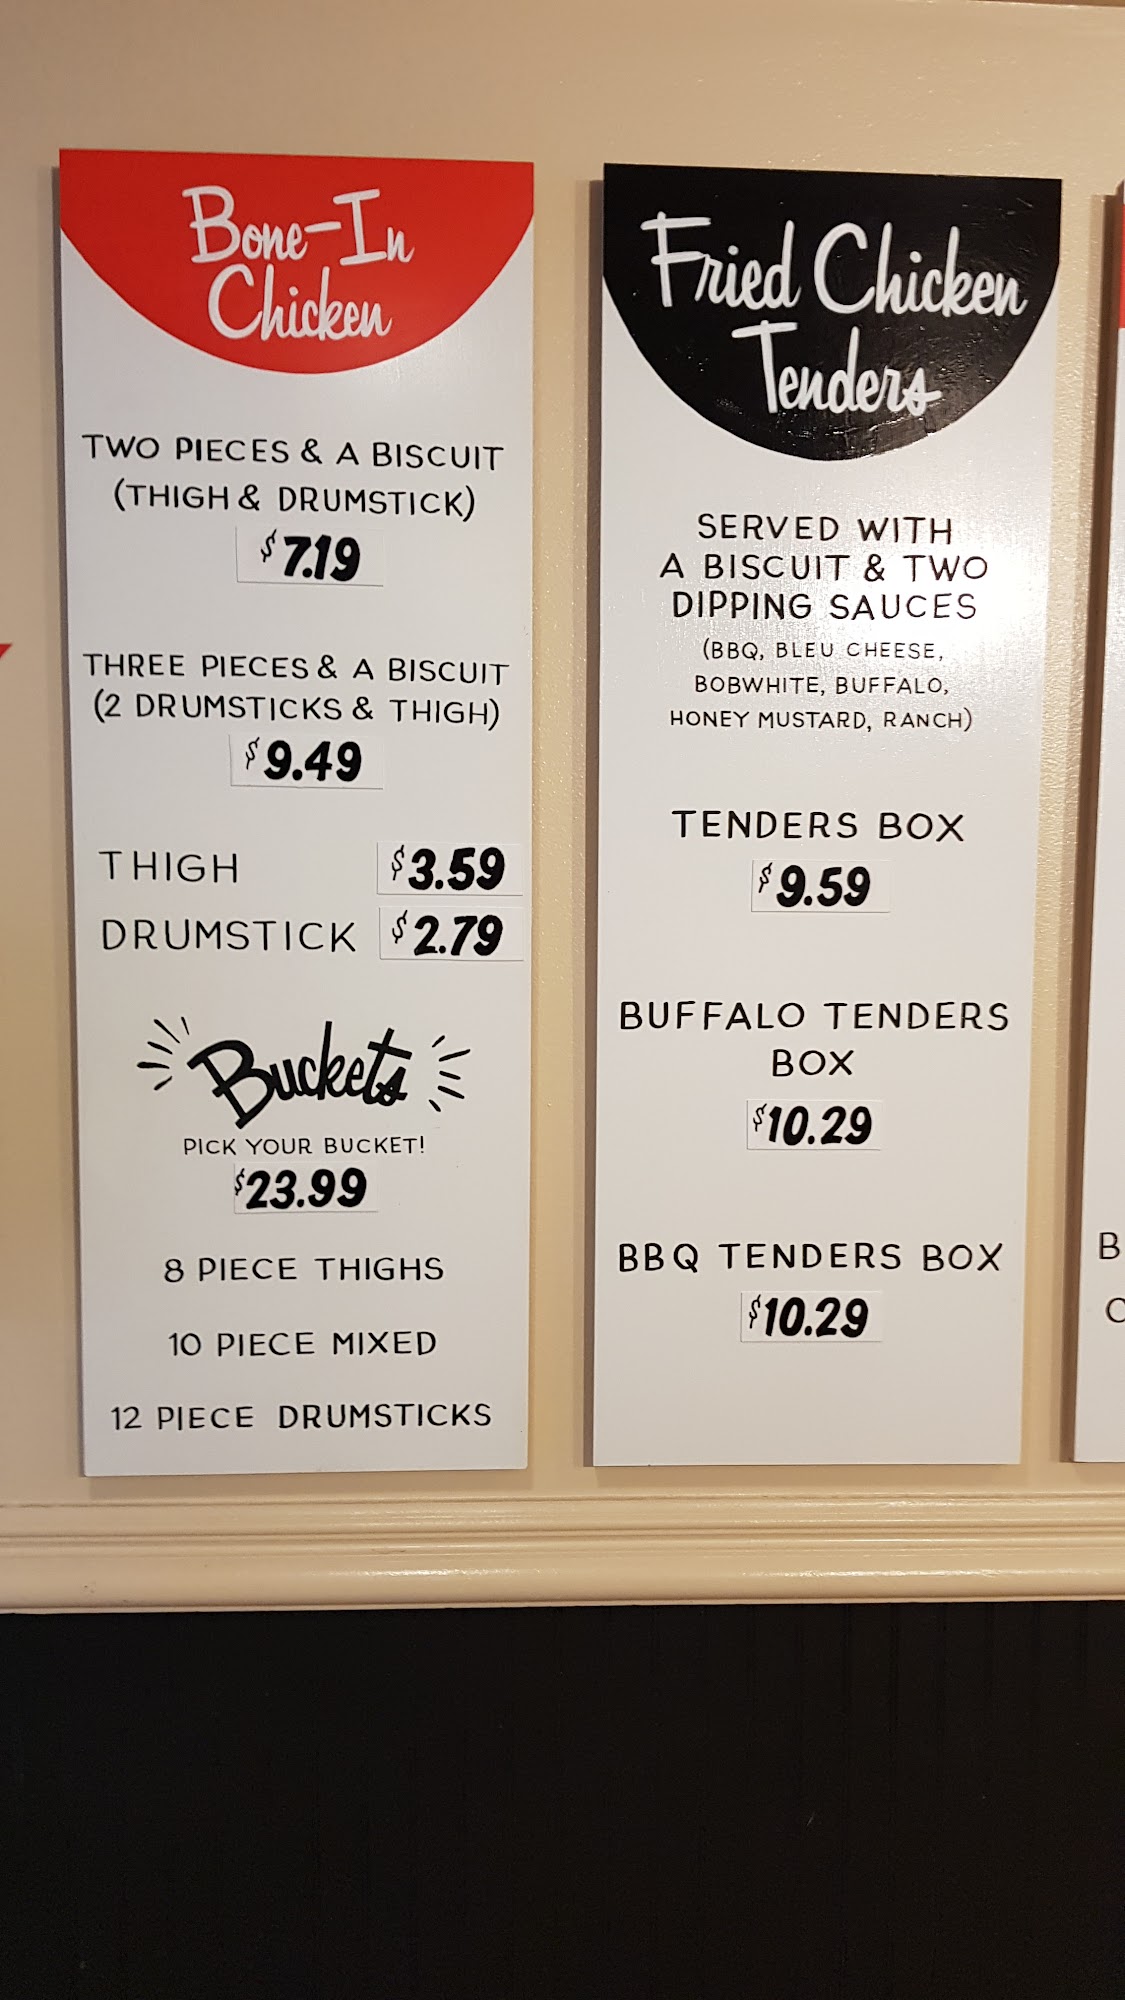 Bone-In
Chicken
TWO PIECES & A BISCUIT
(THIGH & DRUMSTICK)
$7.19
THREE PIECES & A BISCUIT
(2 DRUMSTICKS & THIGH)
$9.49
THIGH $3.59
DRUMSTICK $2.79
Buckets
PICK YOUR BUCKET!
$23.99
8 PIECE THIGHS
10 PIECE MIXED
12 PIECE DRUMSTICKS
Fried Chicken
Tenders
SERVED WITH
A BISCUIT & TWO
DIPPING SAUCES
(BBQ, BLEU CHEESE,
BOBWHITE, BUFFALO,
HONEY MUSTARD, RANCH)
TENDERS BOX
$9.59
BUFFALO TENDERS
BOX
$10.29
BBQ TENDERS BOX
$10.29